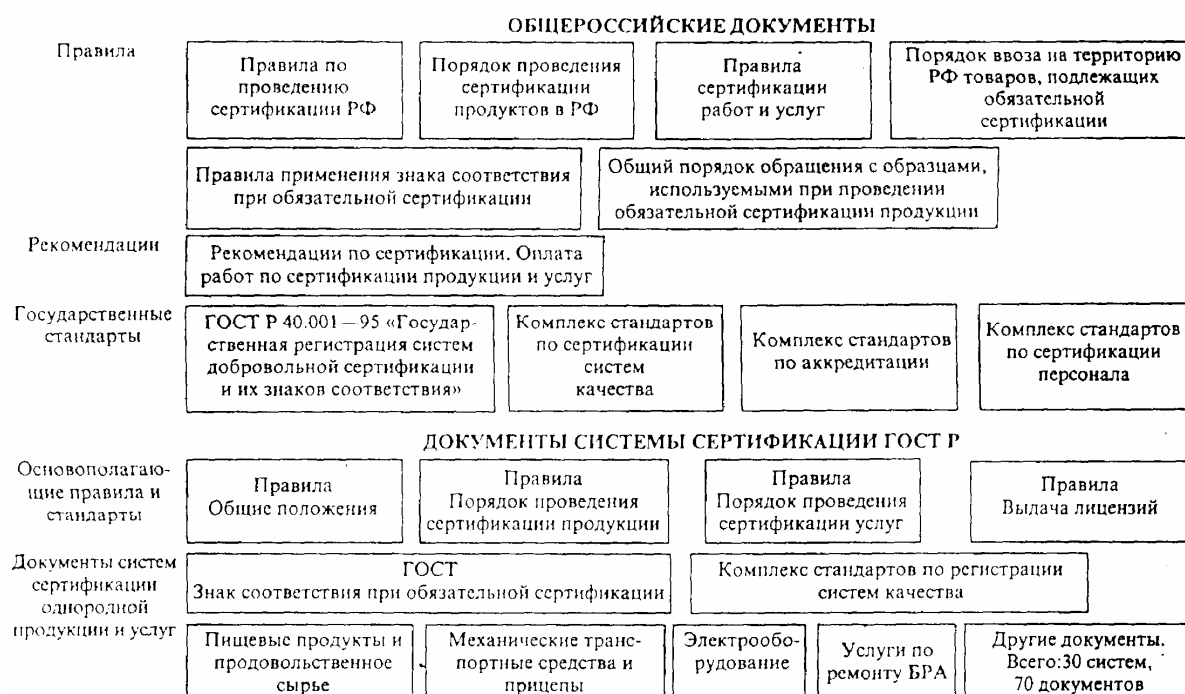 ОБЩЕРОССИЙСКИЕ ДОКУМЕНТЫ
Правила
Правила по
проведению
сертификации РФ
Порядок проведения
сертификации
продуктов в РФ
Правила
сертификации
работ и услуг
Порядок ввоза на территорию
РФ товаров, подлежащих
обязательной
сертификации
Правила применения знака соответствия
при обязательной сертификации
Общий порядок обращения с образцами,
используемыми при проведении
обязательной сертификации продукции
Рекомендации
Рекомендации по сертификации. Оплата
работ по сертификации продукции и услуг
Государственные
стандарты
ГОСТ Р 40.001 – 95 «Государ-
ственная регистрация систем
добровольной сертификации
и их знаков соответствия»
Комплекс стандартов
по сертификации
систем
качества
Комплекс стандартов
по аккредитации
Комплекс стандартов
по сертификации
персонала
ДОКУМЕНТЫ СИСТЕМЫ СЕРТИФИКАЦИИ ГОСТ Р
Основополагаю-
щие правила и
стандарты
Правила
Общие положения
Правила
Порядок проведения
сертификации продукции
Правила
Порядок проведения
сертификации услуг
Правила
Выдача лицензий
Документы систем
сертификации
однородной
продукции и услуг
ГОСТ
Знак соответствия при обязательной сертификации
Комплекс стандартов по регистрации
систем качества
Пищевые продукты и
продовольственное
сырье
Механические транс-
портные средства и
прицепы
Электрообо-
рудование
Услуги по
ремонту БРА
Другие документы.
Всего:30 систем,
70 документов